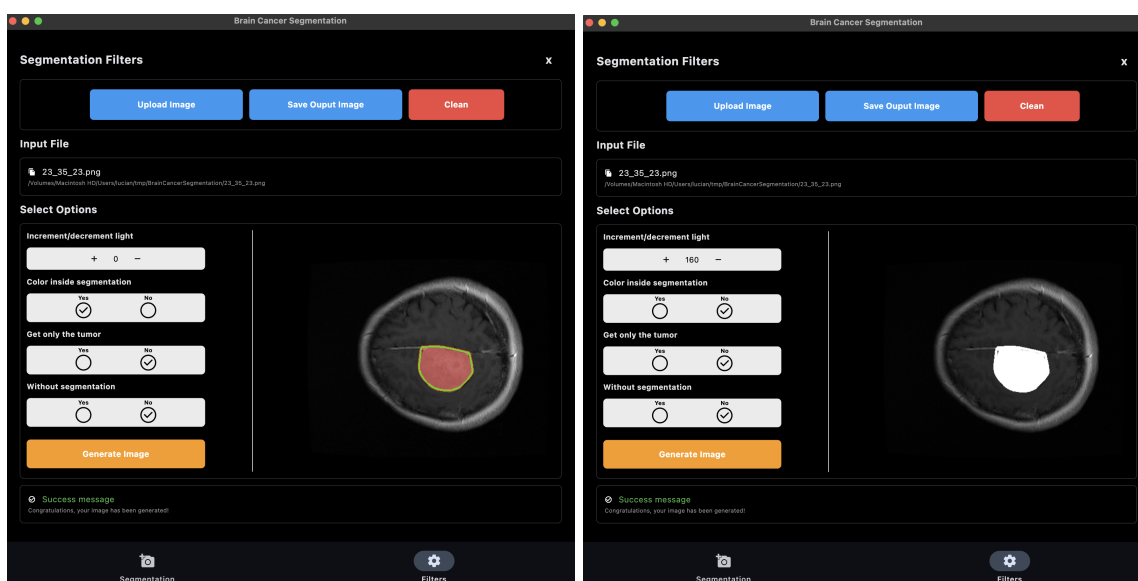 Brain Cancer Segmentation
Segmentation Filters x
Upload Image Save Ouput Image Clean
Input File
23_35_23.png
/Volumes/Macintosh HD/Users/lucian/tmp/BrainCancerSegmentation/23_35_23.png
Select Options
Increment/decrement light
+ 0 −
Color inside segmentation
Yes No
Get only the tumor
Yes No
Without segmentation
Yes No
Generate Image
Success message
Congratulations, your image has been generated!
Segmentation Filters
Brain Cancer Segmentation
Segmentation Filters x
Upload Image Save Ouput Image Clean
Input File
23_35_23.png
/Volumes/Macintosh HD/Users/lucian/tmp/BrainCancerSegmentation/23_35_23.png
Select Options
Increment/decrement light
+ 160 −
Color inside segmentation
Yes No
Get only the tumor
Yes No
Without segmentation
Yes No
Generate Image
Success message
Congratulations, your image has been generated!
Segmentation Filters